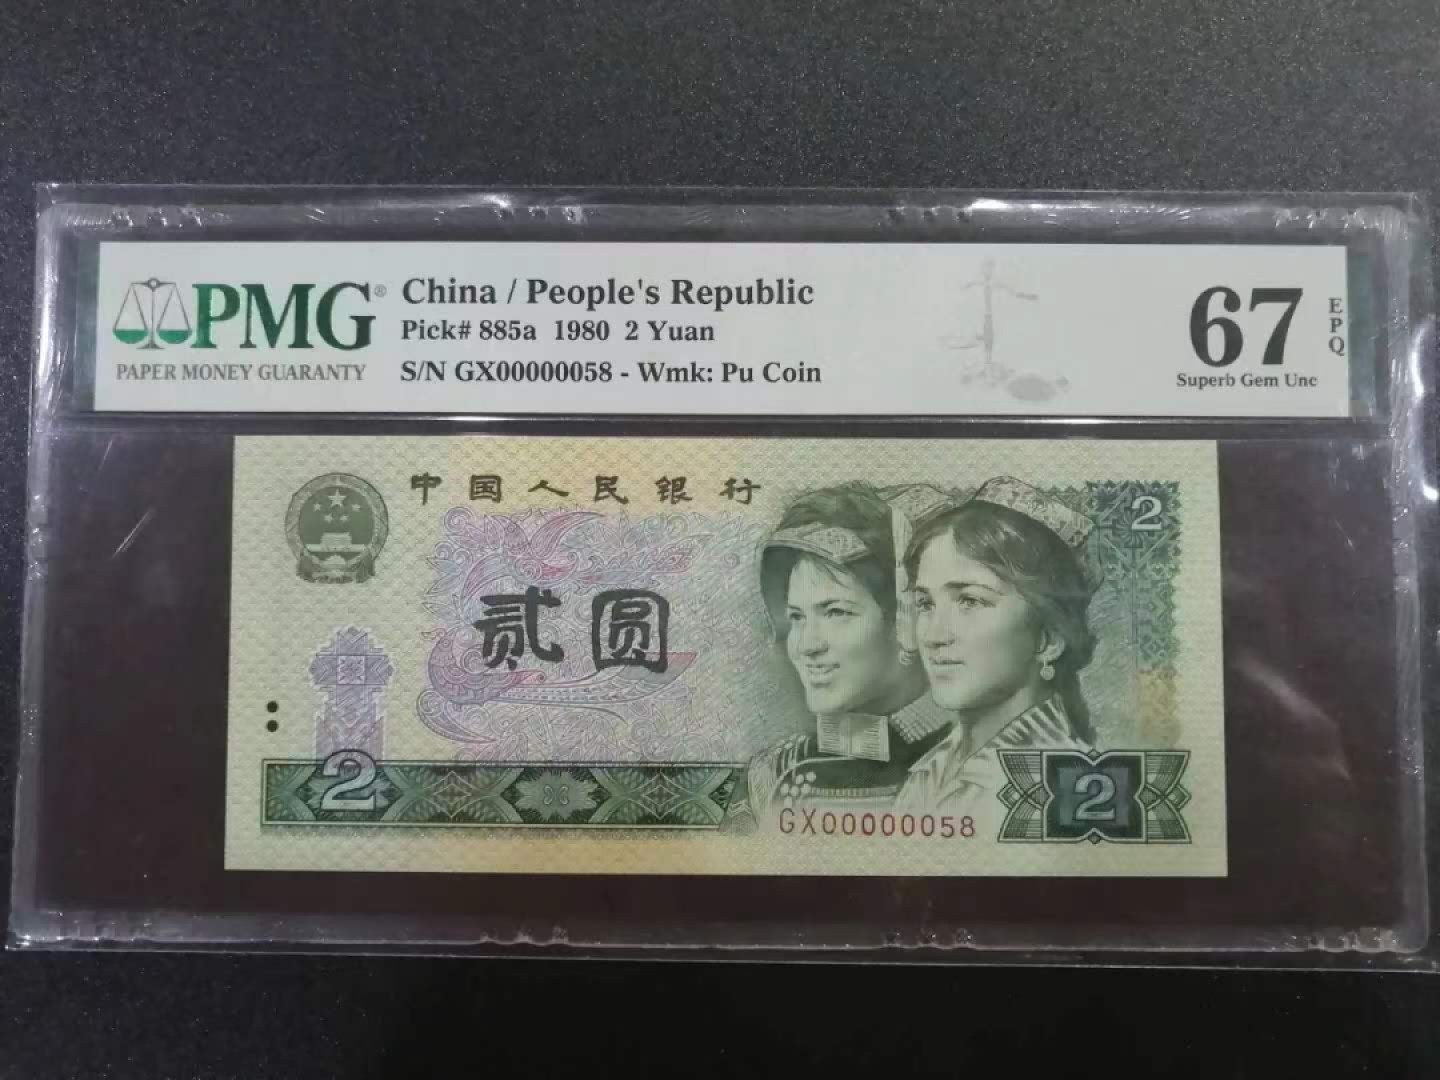 PMG®
PAPER MONEY GUARANTY
China / People's Republic
Pick# 885a 1980 2 Yuan
S/N GX00000058 - Wmk: Pu Coin
67
EPQ
Superb Gem Unc
中国人民银行
2
贰圆
2
GX00000058
2